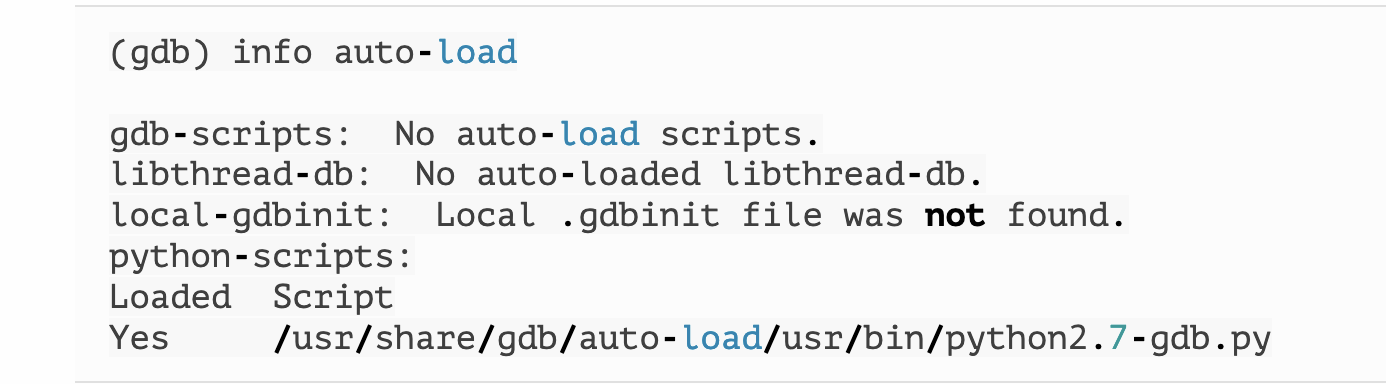 (gdb) info auto-load
gdb-scripts:  No auto-load scripts.
libthread-db:  No auto-loaded libthread-db.
local-gdbinit:  Local .gdbinit file was not found.
python-scripts:
Loaded  Script
Yes     /usr/share/gdb/auto-load/usr/bin/python2.7-gdb.py